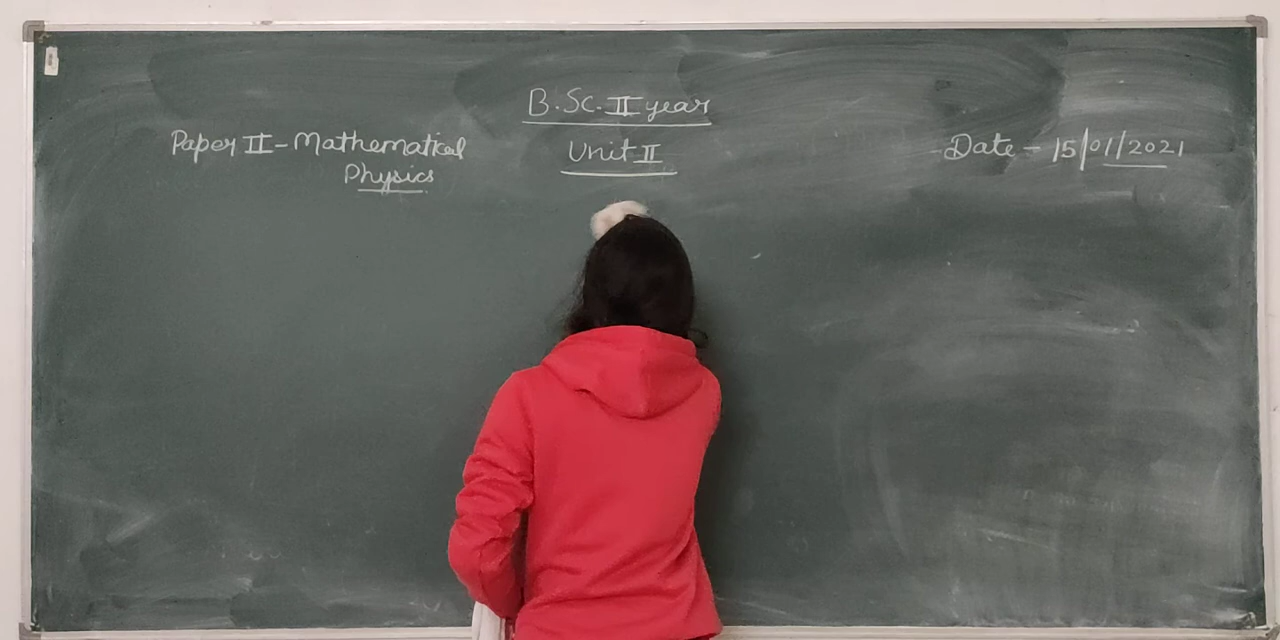 B.Sc. II year
Paper II - Mathematical
Physics
Unit II
Date - 15/01/2021